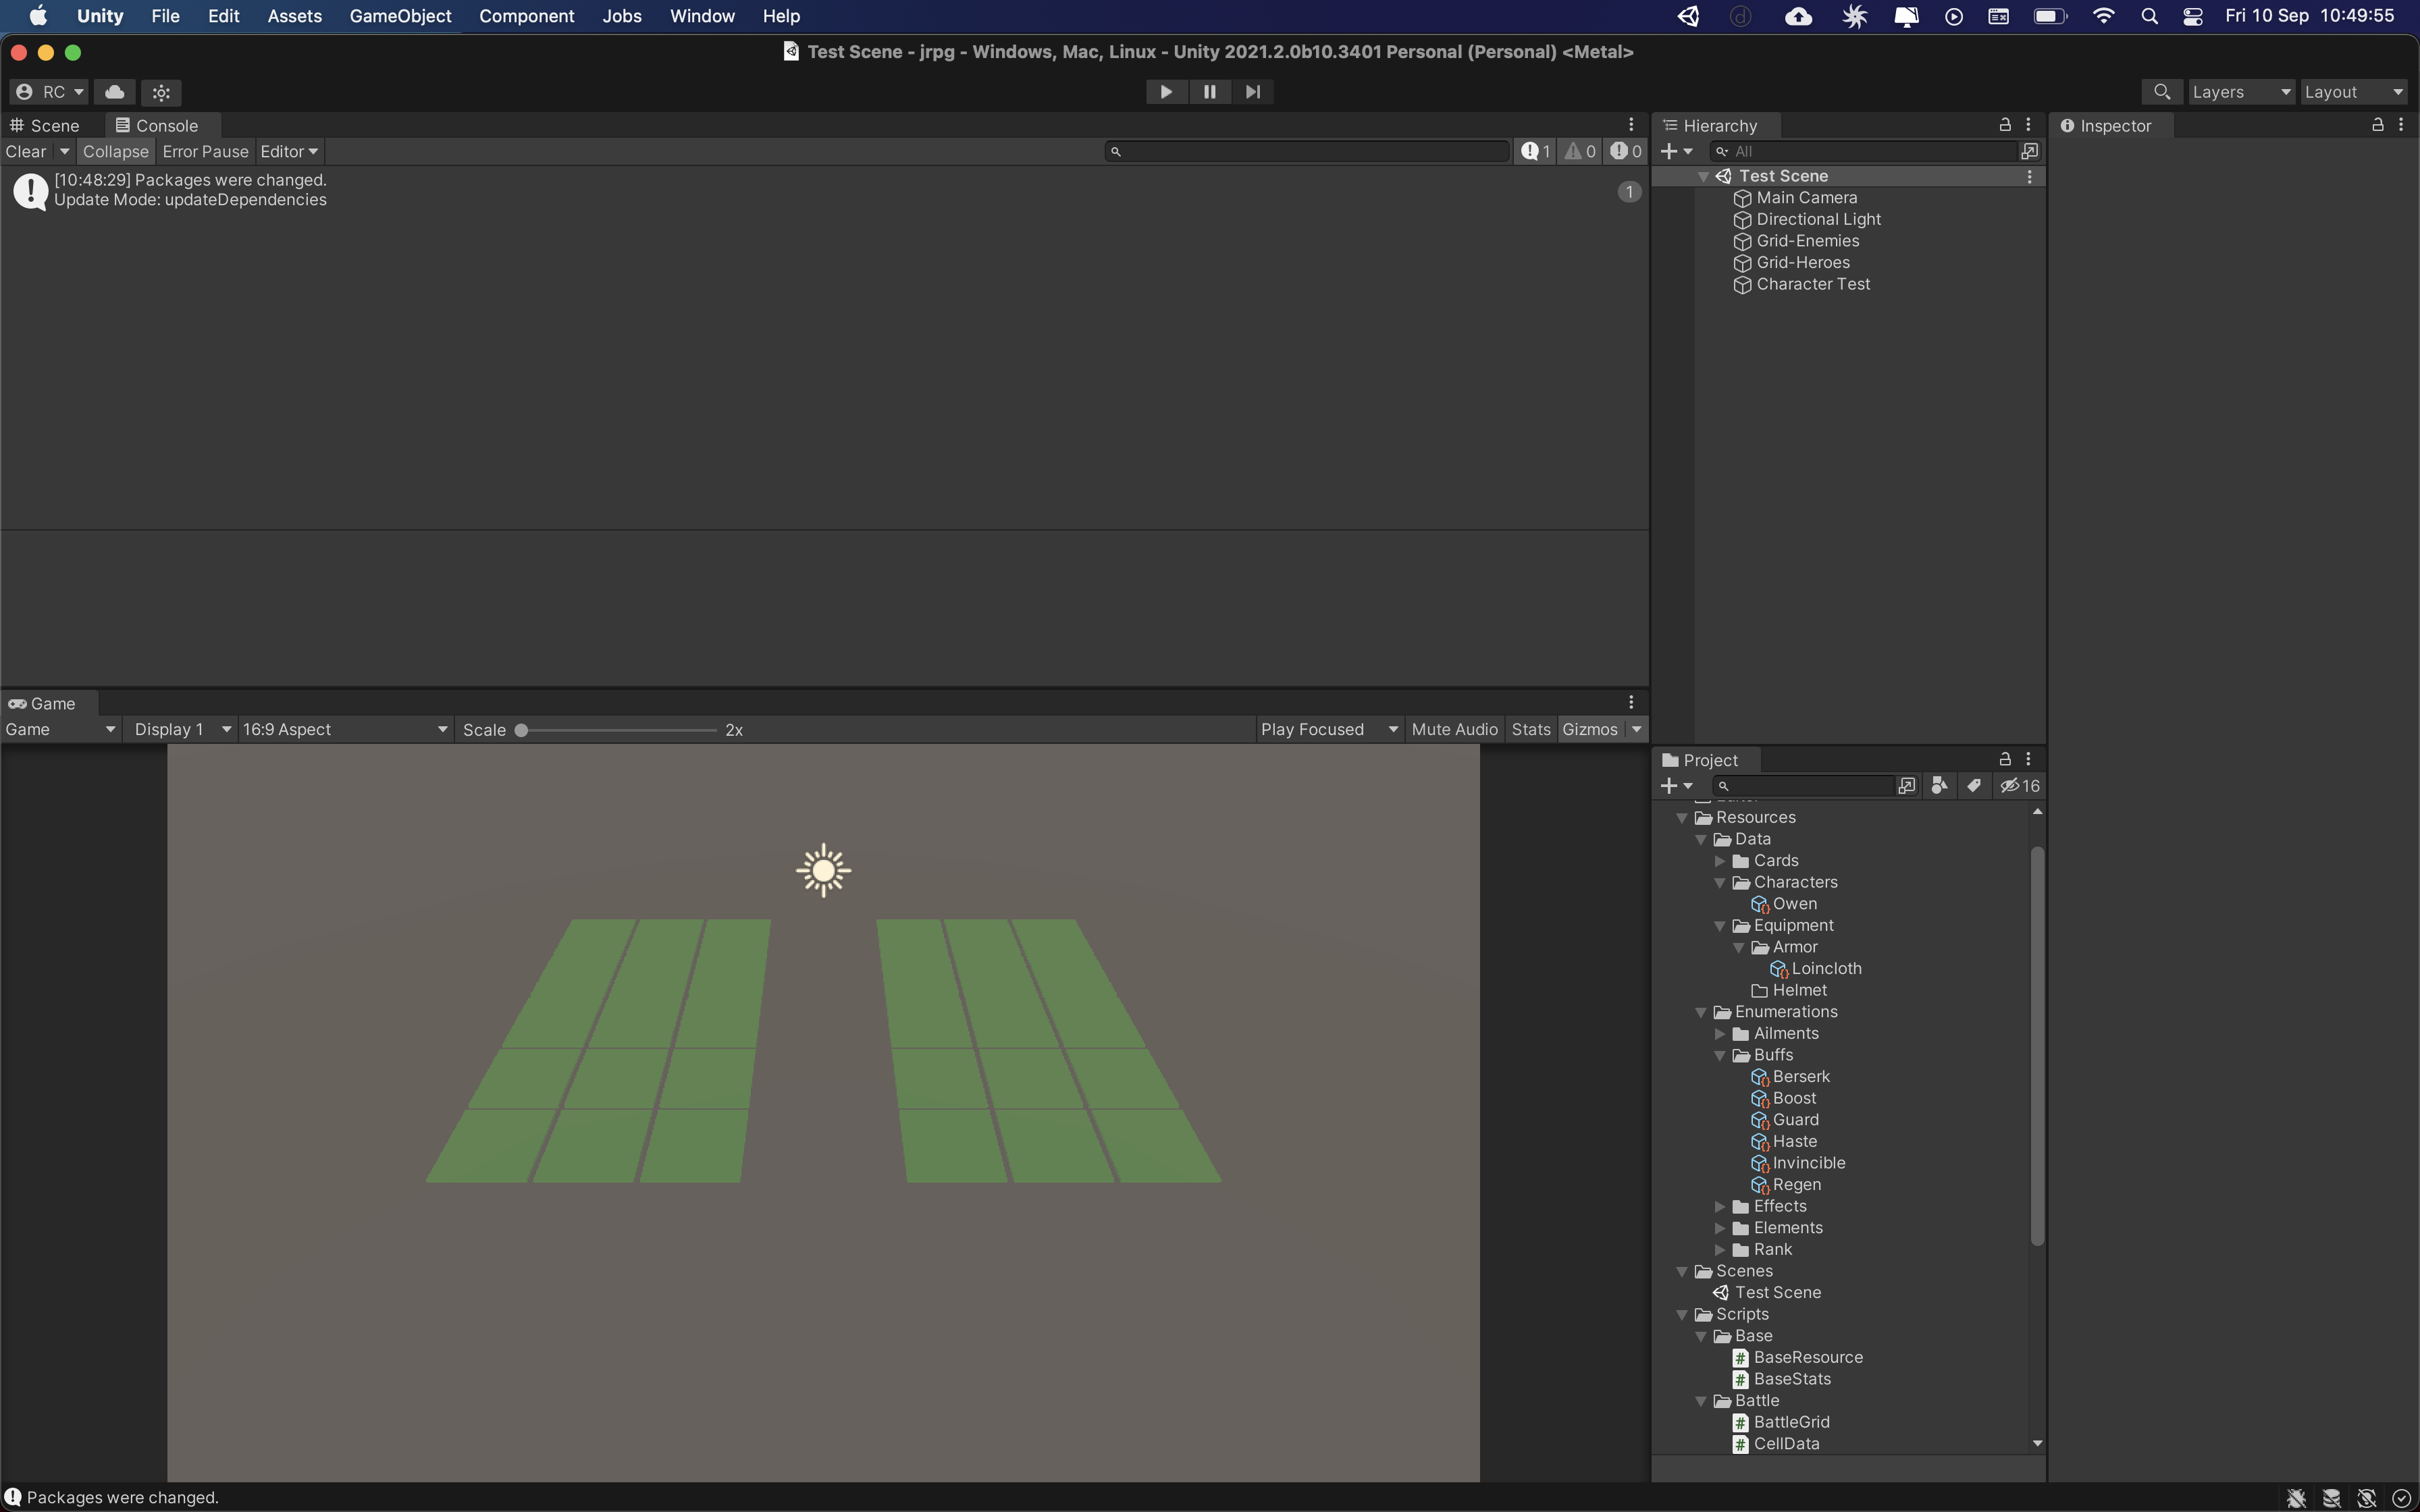 Unity File Edit Assets GameObject Component Jobs Window Help Fri 10 Sep 10:49:55
Test Scene - jrpg - Windows, Mac, Linux - Unity 2021.2.0b10.3401 Personal (Personal) <Metal>
RC Layers Layout
Scene Console
Clear Collapse Error Pause Editor 1 0 0
[10:48:29] Packages were changed.
Update Mode: updateDependencies
1
Game
Game Display 1 16:9 Aspect Scale 2x Play Focused Mute Audio Stats Gizmos
Hierarchy
All
Test Scene
Main Camera
Directional Light
Grid-Enemies
Grid-Heroes
Character Test
Inspector
Project
16
Resources
Data
Cards
Characters
Owen
Equipment
Armor
Loincloth
Helmet
Enumerations
Ailments
Buffs
Berserk
Boost
Guard
Haste
Invincible
Regen
Effects
Elements
Rank
Scenes
Test Scene
Scripts
Base
BaseResource
BaseStats
Battle
BattleGrid
CellData
Packages were changed.